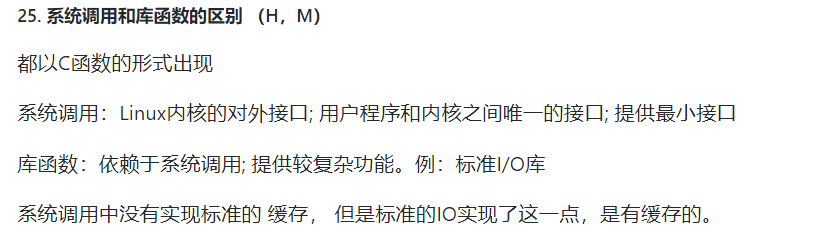 25. 系统调用和库函数的区别 （H，M）
都以C函数的形式出现
系统调用：Linux内核的对外接口; 用户程序和内核之间唯一的接口; 提供最小接口
库函数：依赖于系统调用; 提供较复杂功能。例：标准I/O库
系统调用中没有实现标准的 缓存， 但是标准的IO实现了这一点，是有缓存的。